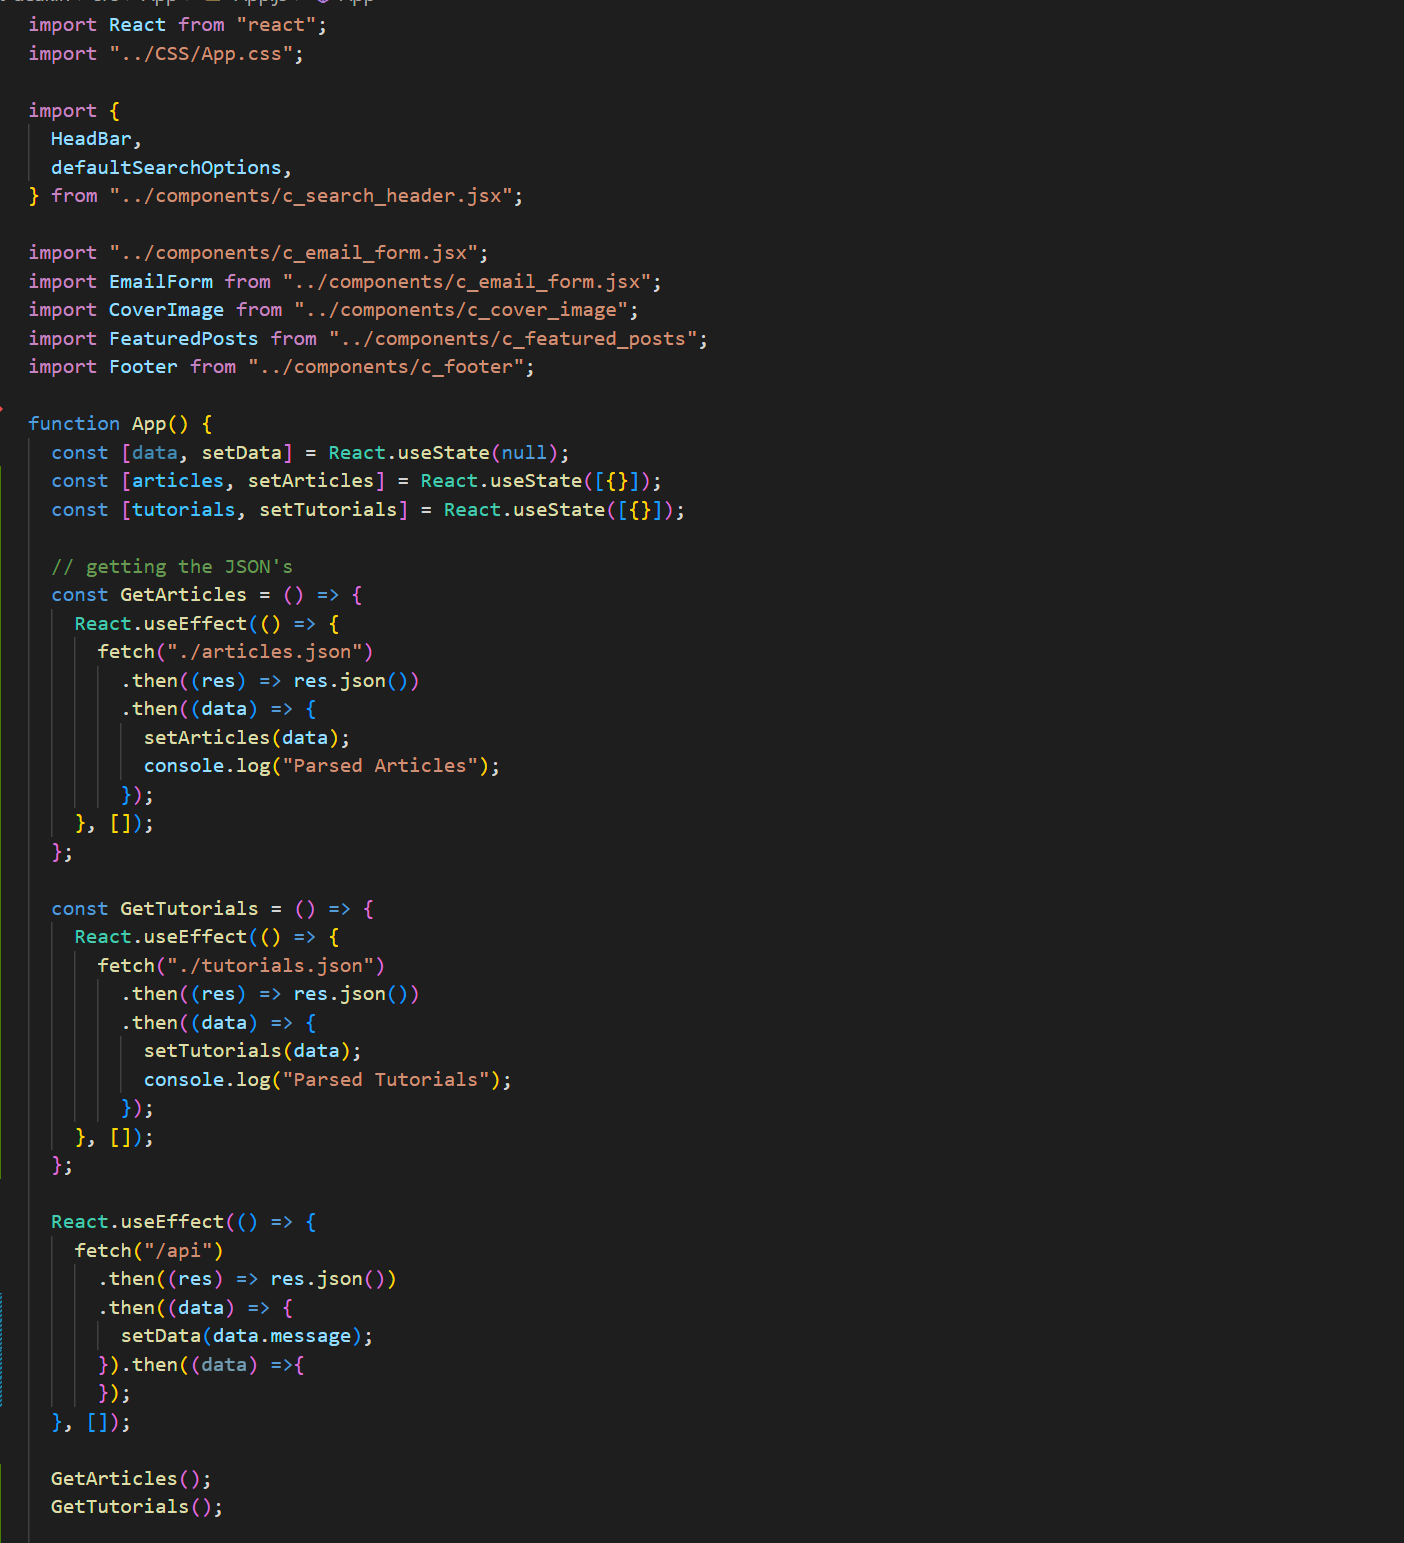 import React from "react";
import "../CSS/App.css";

import {
  HeadBar,
  defaultSearchOptions,
} from "../components/c_search_header.jsx";

import "../components/c_email_form.jsx";
import EmailForm from "../components/c_email_form.jsx";
import CoverImage from "../components/c_cover_image";
import FeaturedPosts from "../components/c_featured_posts";
import Footer from "../components/c_footer";

function App() {
  const [data, setData] = React.useState(null);
  const [articles, setArticles] = React.useState([{}]);
  const [tutorials, setTutorials] = React.useState([{}]);

  // getting the JSON's
  const GetArticles = () => {
    React.useEffect(() => {
      fetch("./articles.json")
        .then((res) => res.json())
        .then((data) => {
          setArticles(data);
          console.log("Parsed Articles");
        });
    }, []);
  };

  const GetTutorials = () => {
    React.useEffect(() => {
      fetch("./tutorials.json")
        .then((res) => res.json())
        .then((data) => {
          setTutorials(data);
          console.log("Parsed Tutorials");
        });
    }, []);
  };

  React.useEffect(() => {
    fetch("/api")
      .then((res) => res.json())
      .then((data) => {
        setData(data.message);
      }).then((data) =>{
      });
  }, []);

  GetArticles();
  GetTutorials();